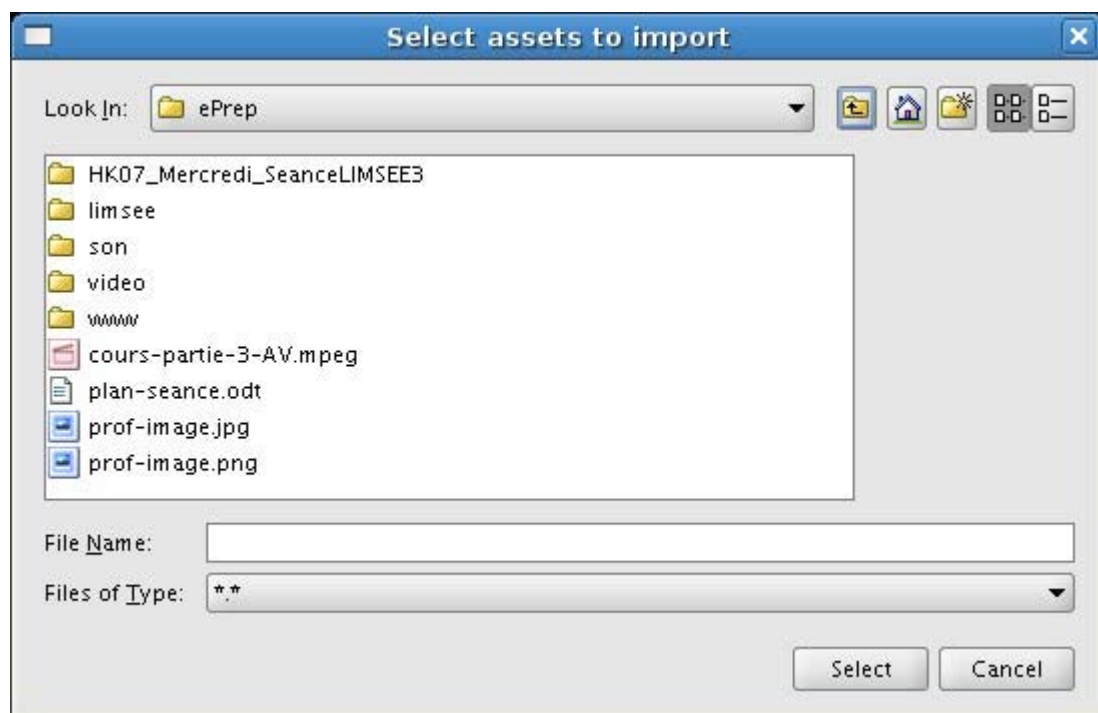 Select assets to import
Look In: ePrep
HK07_Mercredi_SeanceLIMSEE3
limsee
son
video
www
cours-partie-3-AV.mpeg
plan-seance.odt
prof-image.jpg
prof-image.png
File Name:
Files of Type: *.*
Select Cancel